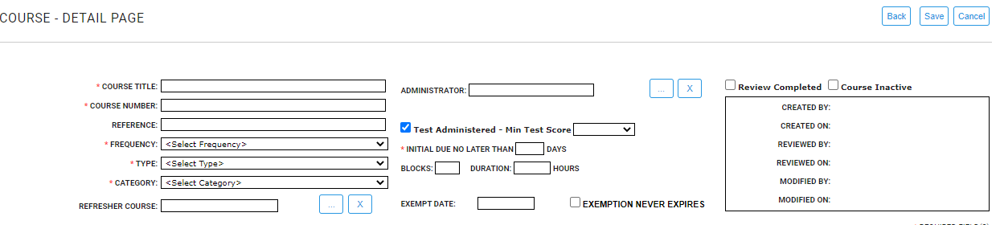 COURSE - DETAIL PAGE
Back Save Cancel
* COURSE TITLE:
* COURSE NUMBER:
REFERENCE:
* FREQUENCY: <Select Frequency>
* TYPE: <Select Type>
* CATEGORY: <Select Category>
REFRESHER COURSE: ... X
ADMINISTRATOR: ... X
Test Administered - Min Test Score
* INITIAL DUE NO LATER THAN DAYS
BLOCKS: DURATION: HOURS
EXEMPT DATE: EXEMPTION NEVER EXPIRES
Review Completed Course Inactive
CREATED BY:
CREATED ON:
REVIEWED BY:
REVIEWED ON:
MODIFIED BY:
MODIFIED ON: